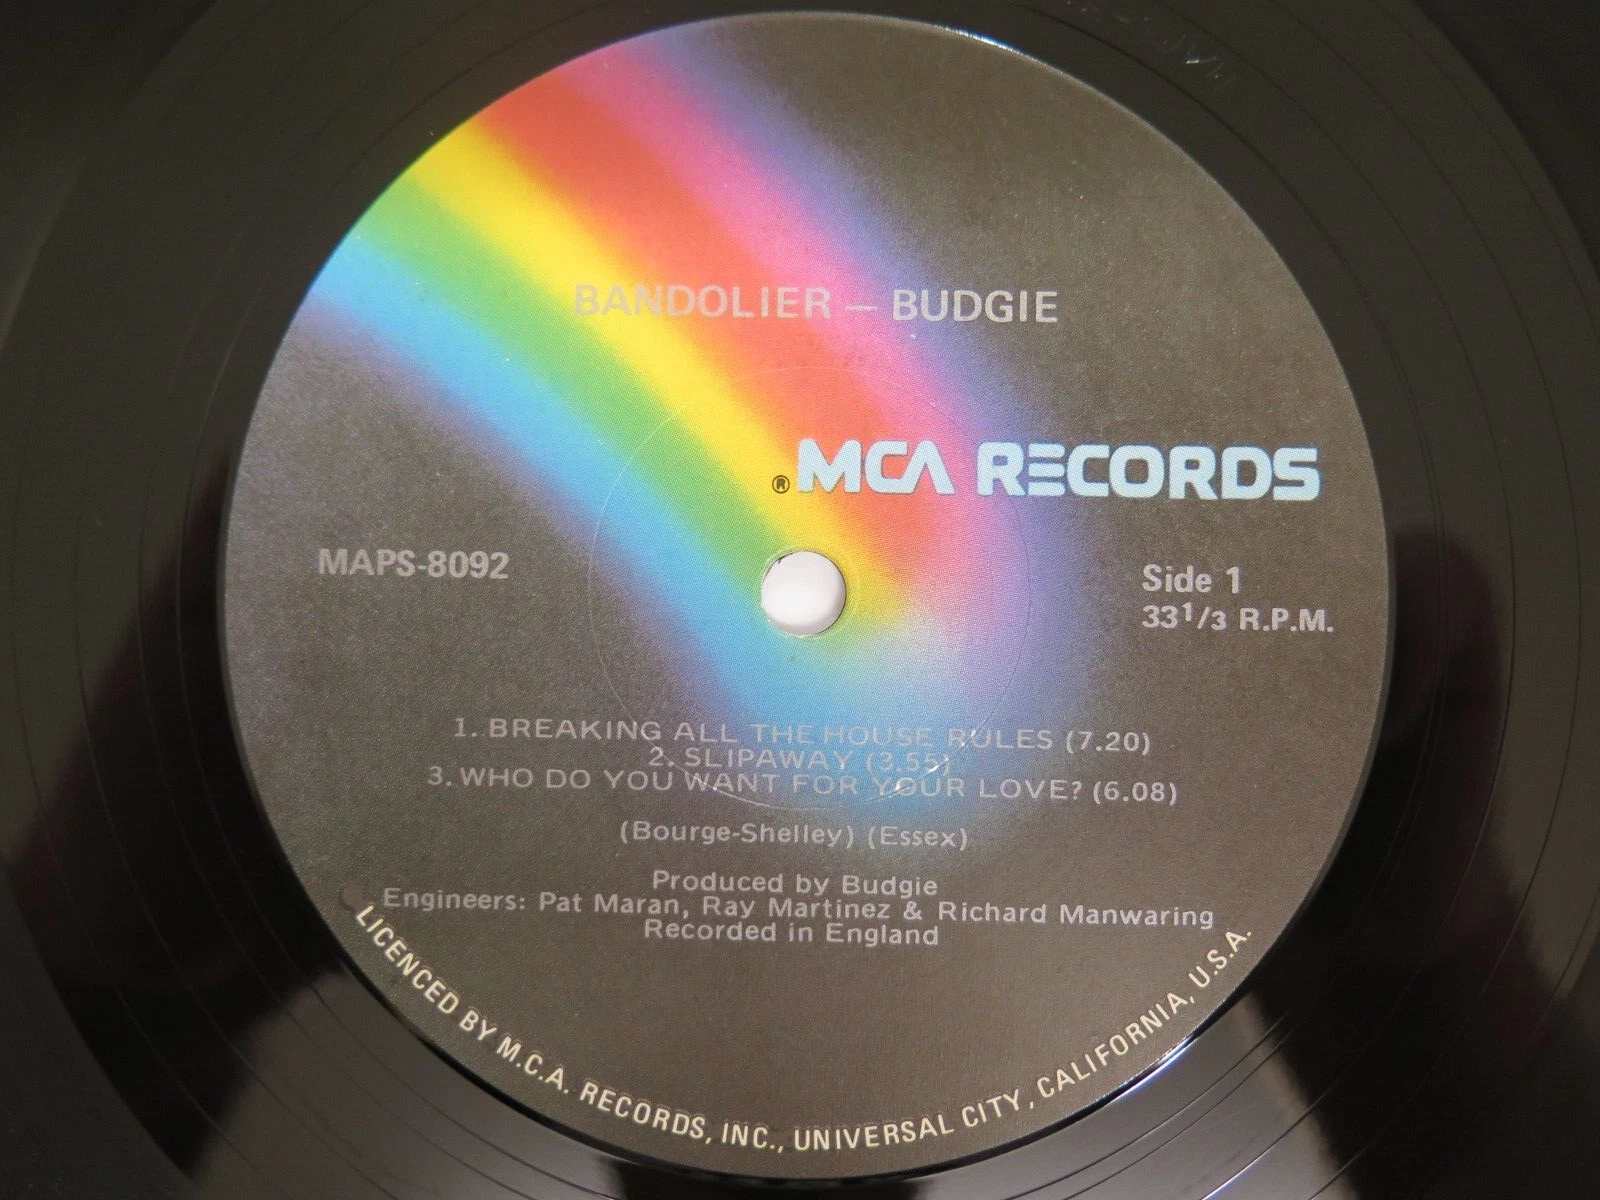 BANDOLIER — BUDGIE
® MCA RECORDS
MAPS-8092
Side 1
33 1/3 R.P.M.
1. BREAKING ALL THE HOUSE RULES (7.20)
2. SLIPAWAY (3.55)
3. WHO DO YOU WANT FOR YOUR LOVE? (6.08)
(Bourge-Shelley) (Essex)
Produced by Budgie
Engineers: Pat Maran, Ray Martinez & Richard Manwaring
Recorded in England
LICENCED BY M.C.A. RECORDS, INC., UNIVERSAL CITY, CALIFORNIA, U.S.A.